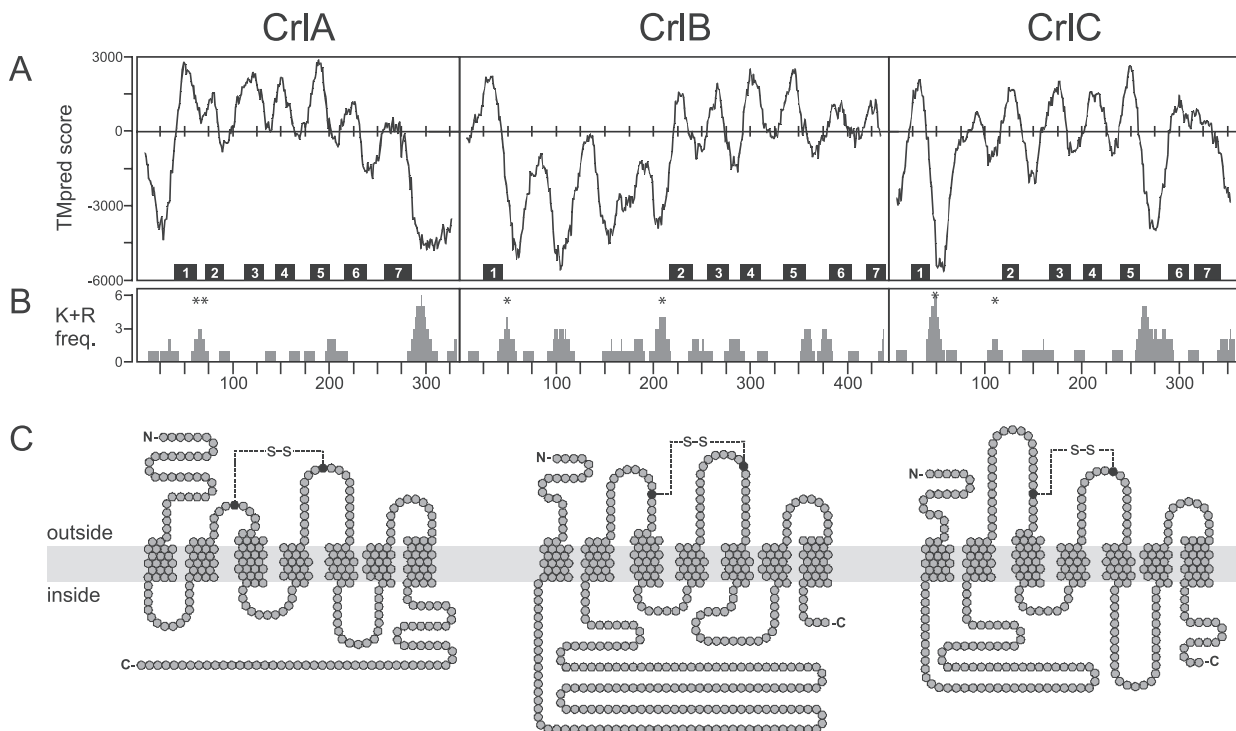 CrlA CrlB CrlC
A
TMpred score
3000
0
-3000
-6000
1 2 3 4 5 6 7
1 2 3 4 5 6 7
1 2 3 4 5 6 7
B
K+R
freq.
6
3
0
** * * * *
100 200 300 100 200 300 400 100 200 300
C
N- S-S N- S-S N- S-S
outside
inside
-C -C
C-